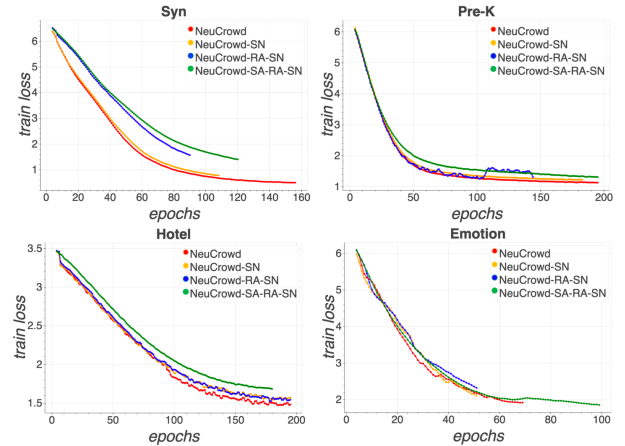 Syn
NeuCrowd
NeuCrowd-SN
NeuCrowd-RA-SN
NeuCrowd-SA-RA-SN
train loss
6
5
4
3
2
1
0 20 40 60 80 100 120 140 160
epochs
Pre-K
NeuCrowd
NeuCrowd-SN
NeuCrowd-RA-SN
NeuCrowd-SA-RA-SN
train loss
6
5
4
3
2
1
0 50 100 150 200
epochs
Hotel
NeuCrowd
NeuCrowd-SN
NeuCrowd-RA-SN
NeuCrowd-SA-RA-SN
train loss
3.5
3
2.5
2
1.5
0 50 100 150 200
epochs
Emotion
NeuCrowd
NeuCrowd-SN
NeuCrowd-RA-SN
NeuCrowd-SA-RA-SN
train loss
6
5
4
3
2
0 20 40 60 80 100
epochs